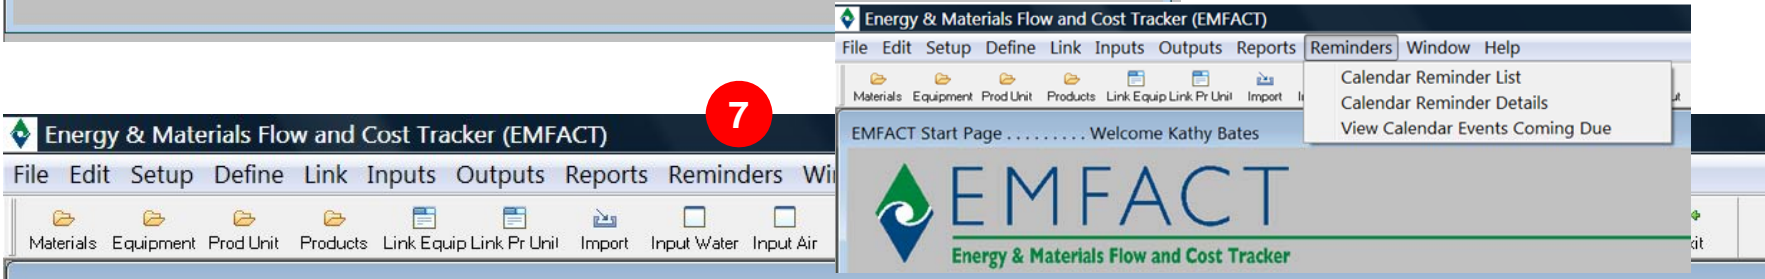 Energy & Materials Flow and Cost Tracker (EMFACT)
File Edit Setup Define Link Inputs Outputs Reports Reminders Window Help
Materials Equipment Prod Unit Products Link Equip Link Pr Unit Import
Calendar Reminder List
Calendar Reminder Details
View Calendar Events Coming Due
EMFACT Start Page . . . . . . . . . Welcome Kathy Bates
EMFACT
Energy & Materials Flow and Cost Tracker
7
Energy & Materials Flow and Cost Tracker (EMFACT)
File Edit Setup Define Link Inputs Outputs Reports Reminders
Materials Equipment Prod Unit Products Link Equip Link Pr Unit Import Input Water Input Air